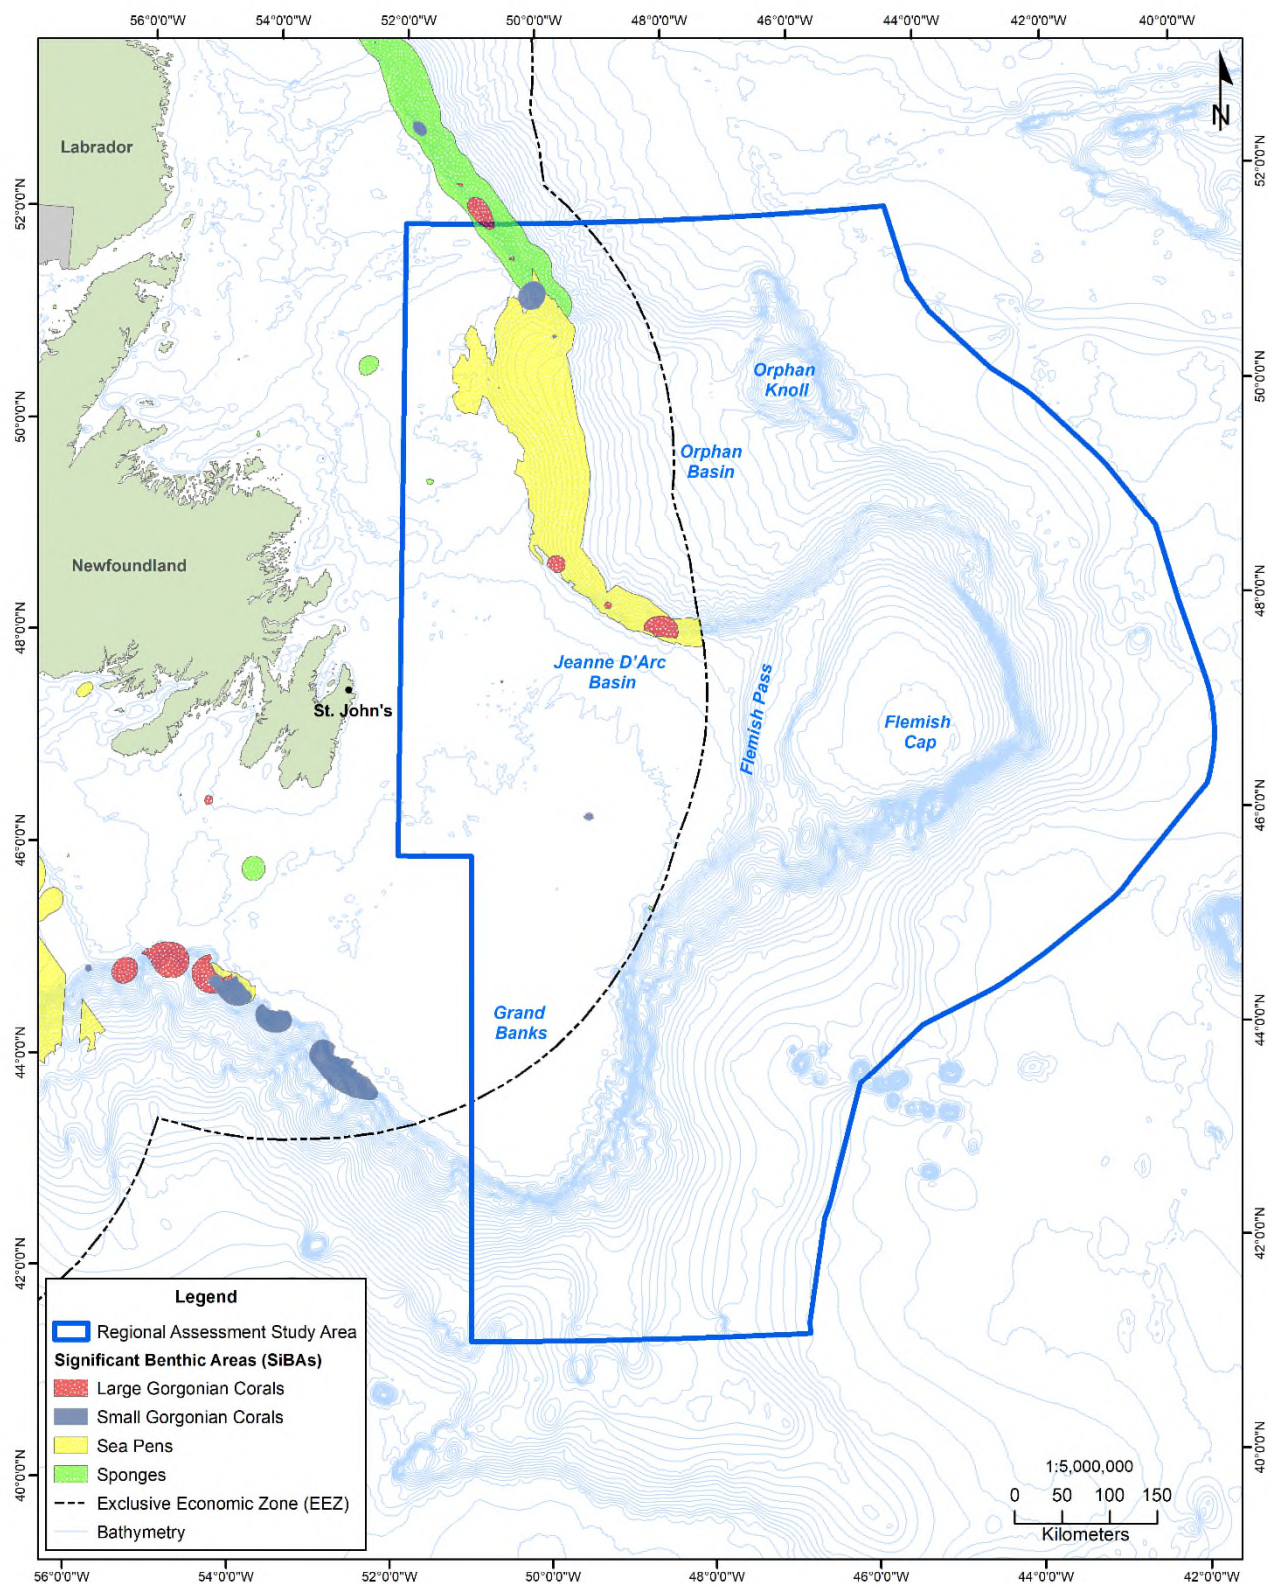 56°0'0"W 54°0'0"W 52°0'0"W 50°0'0"W 48°0'0"W 46°0'0"W 44°0'0"W 42°0'0"W 40°0'0"W
N
Labrador
52°0'0"N
52°0'0"N
Orphan
Knoll
50°0'0"N
50°0'0"N
Orphan
Basin
Newfoundland
48°0'0"N
48°0'0"N
Jeanne D'Arc
Basin
Flemish Pass
St. John's
Flemish
Cap
46°0'0"N
46°0'0"N
Grand
Banks
44°0'0"N
44°0'0"N
42°0'0"N
42°0'0"N
Legend
Regional Assessment Study Area
Significant Benthic Areas (SiBAs)
Large Gorgonian Corals
Small Gorgonian Corals
Sea Pens
Sponges
Exclusive Economic Zone (EEZ)
Bathymetry
40°0'0"N
40°0'0"N
1:5,000,000
0 50 100 150
Kilometers
56°0'0"W 54°0'0"W 52°0'0"W 50°0'0"W 48°0'0"W 46°0'0"W 44°0'0"W 42°0'0"W